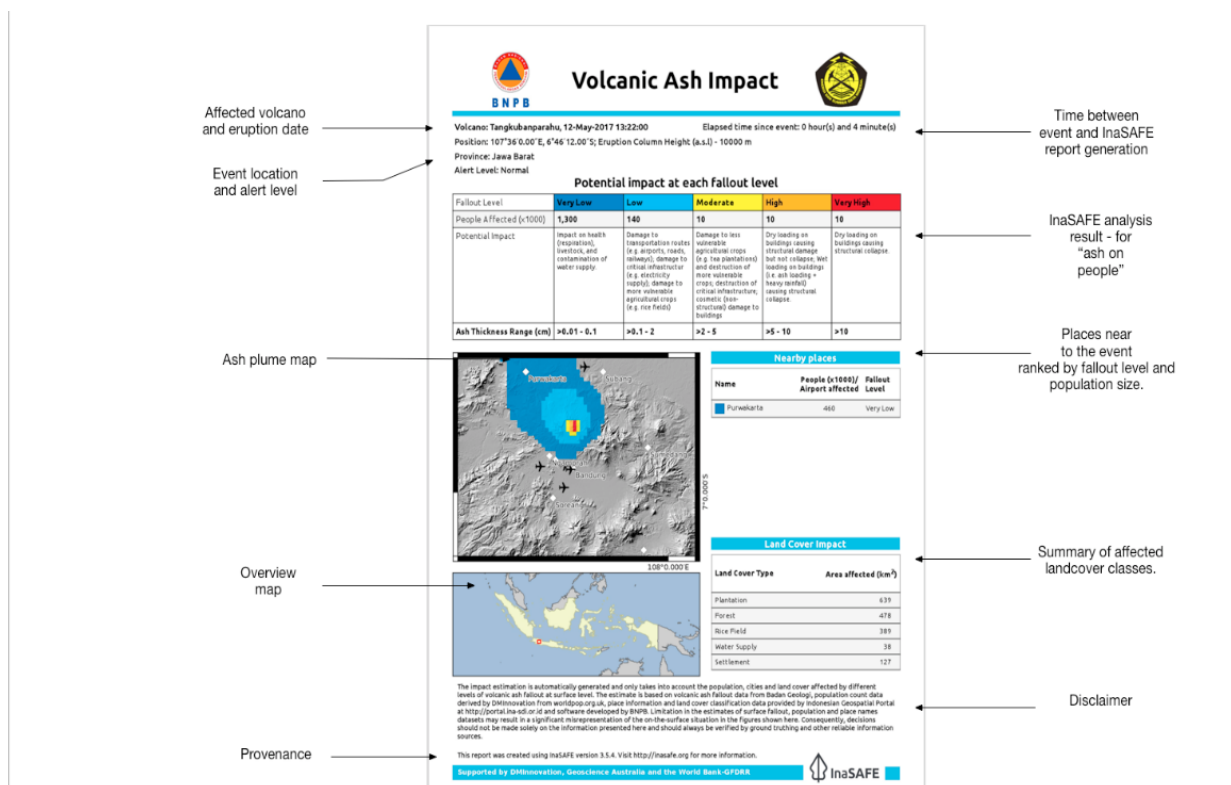 BNPB
Volcanic Ash Impact
Affected volcano
and eruption date
Volcano: Tangkubanparahu, 12-May-2017 13:22:00
Elapsed time since event: 0 hour(s) and 4 minute(s)
Time between
event and InaSAFE
report generation
Position: 107°36'0.00"E, 6°46'12.00"S; Eruption Column Height (a.s.l) - 10000 m
Province: Jawa Barat
Alert Level: Normal
Event location
and alert level
Potential impact at each fallout level
Fallout Level Very Low Low Moderate High Very High
People Affected (x1000) 1,300 140 10 10 10
Potential Impact
Impact on health
(respiration),
livestock, and
contamination of
water supply.
Damage to
transportation routes
(e.g. airports, roads,
railways); damage to
critical infrastructur
(e.g. electricity
supply); damage to
more vulnerable
agricultural crops
(e.g. rice fields)
Damage to less
vulnerable
agricultural crops
(e.g. tea plantations)
and destruction of
more vulnerable
crops; destruction of
critical infrastructure;
cosmetic (non-
structural) damage to
buildings
Dry loading on
buildings causing
structural damage
but not collapse; Wet
loading on buildings
(i.e. ash loading +
heavy rainfall)
causing structural
collapse.
Dry loading on
buildings causing
structural collapse.
Ash Thickness Range (cm) >0.01 - 0.1 >0.1 - 2 >2 - 5 >5 - 10 >10
InaSAFE analysis
result - for
“ash on
people”
Ash plume map
Purwakarta
Subang
Sumedang
Bandung
Soreang
7°0.000'S
108°0.000'E
Nearby places
Name People (x1000)/ Fallout
Airport affected Level
Purwakarta 460 Very Low
Places near
to the event
ranked by fallout level and
population size.
Land Cover Impact
Land Cover Type Area affected (km²)
Plantation 639
Forest 478
Rice Field 389
Water Supply 38
Settlement 127
Summary of affected
landcover classes.
Overview
map
The impact estimation is automatically generated and only takes into account the population, cities and land cover affected by different
levels of volcanic ash fallout at surface level. The estimate is based on volcanic ash fallout data from Badan Geologi, population count data
derived by DMInnovation from worldpop.org.uk, place information and land cover classification data provided by Indonesian Geospatial Portal
at http://portal.ina-sdi.or.id and software developed by BNPB. Limitation in the estimates of surface fallout, population and place names
datasets may result in a significant misrepresentation of the on-the-surface situation in the figures shown here. Consequently, decisions
should not be made solely on the information presented here and should always be verified by ground truthing and other reliable information
sources.
Disclaimer
Provenance
This report was created using InaSAFE version 3.5.4. Visit http://inasafe.org for more information.
Supported by DMInnovation, Geoscience Australia and the World Bank-GFDRR
InaSAFE